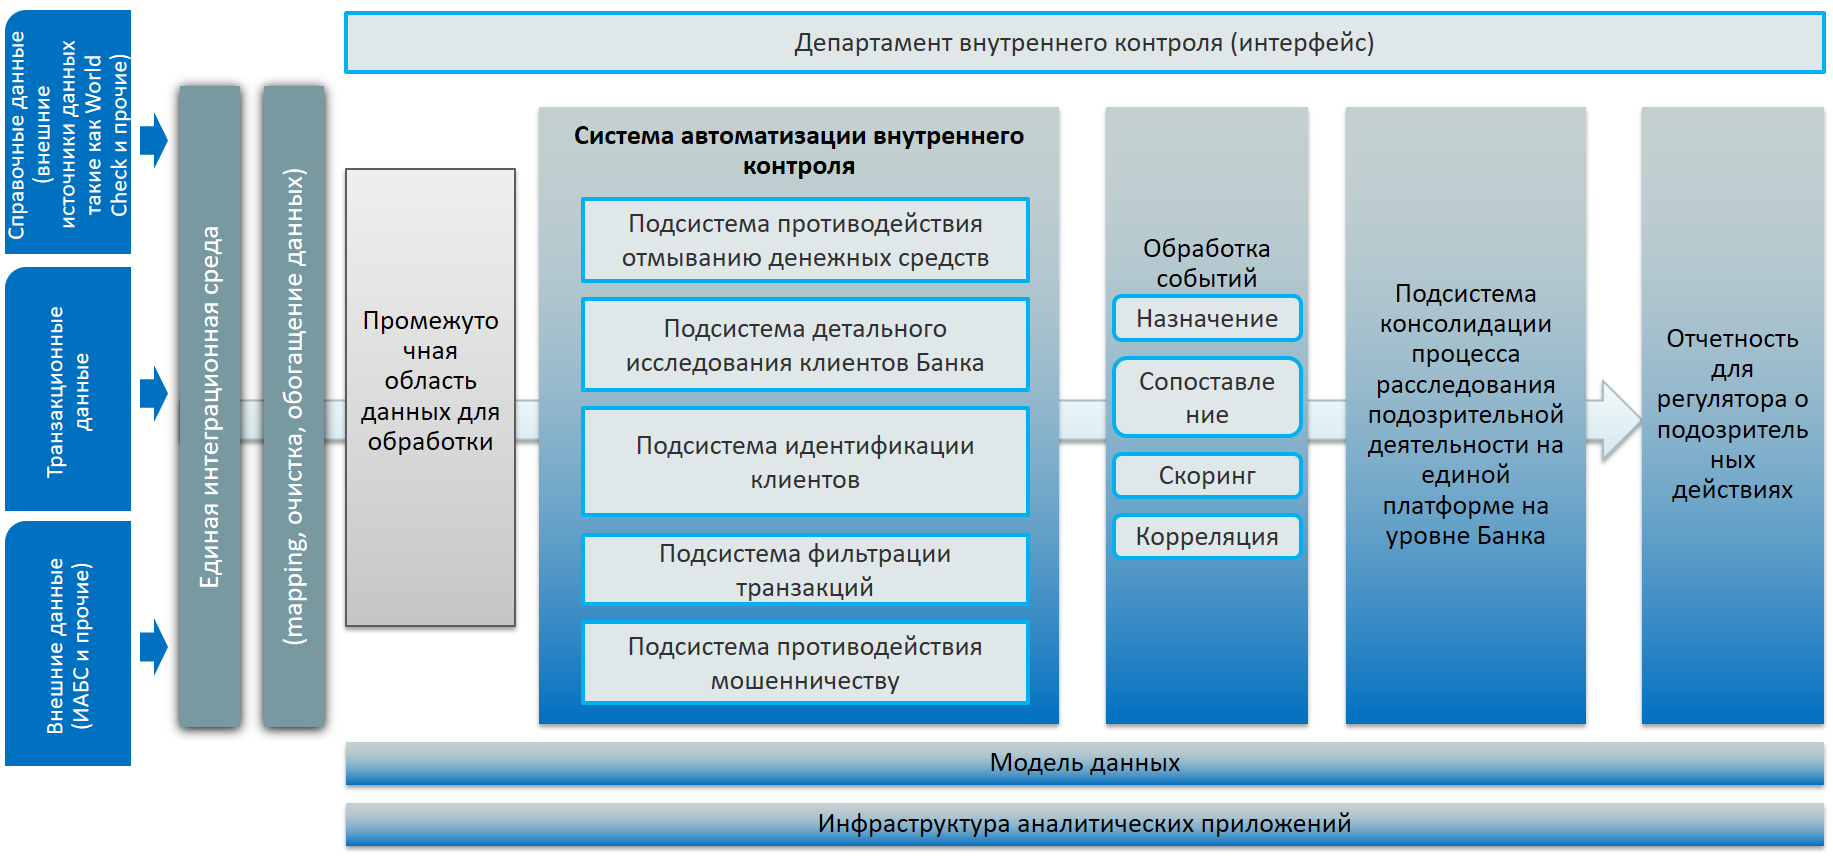 Департамент внутреннего контроля (интерфейс)
Справочные данные
(внешние
источники данных
такие как World
Check и прочие)
Транзакционные
данные
Внешние данные
(ИАБС и прочие)
Единая интеграционная среда
(mapping, очистка, обогащение данных)
Промежуто
чная
область
данных для
обработки
Система автоматизации внутреннего
контроля
Подсистема противодействия
отмыванию денежных средств
Подсистема детального
исследования клиентов Банка
Подсистема идентификации
клиентов
Подсистема фильтрации
транзакций
Подсистема противодействия
мошенничеству
Обработка
событий
Назначение
Сопоставле
ние
Скоринг
Корреляция
Подсистема
консолидации
процесса
расследования
подозрительной
деятельности на
единой
платформе на
уровне Банка
Отчетность
для
регулятора о
подозритель
ных
действиях
Модель данных
Инфраструктура аналитических приложений